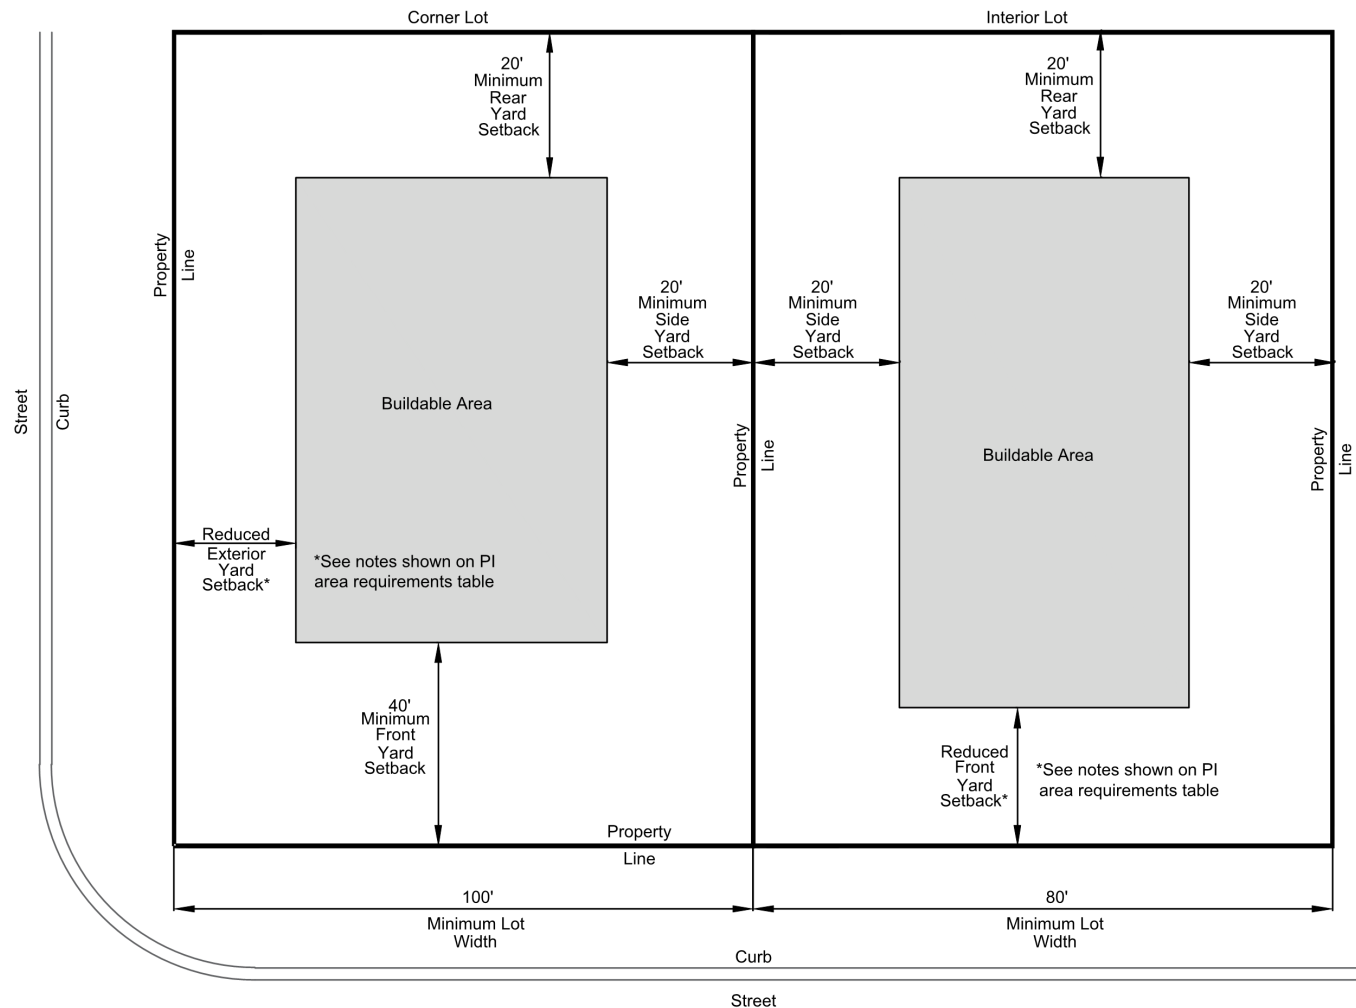 Corner Lot
Interior Lot
20'
Minimum
Rear
Yard
Setback
20'
Minimum
Rear
Yard
Setback
Property
Line
20'
Minimum
Side
Yard
Setback
20'
Minimum
Side
Yard
Setback
20'
Minimum
Side
Yard
Setback
Street
Curb
Buildable Area
Property
Line
Buildable Area
Property
Line
Reduced
Exterior
Yard
Setback*
*See notes shown on PI
area requirements table
40'
Minimum
Front
Yard
Setback
Reduced
Front
Yard
Setback*
*See notes shown on PI
area requirements table
Property
Line
100'
Minimum Lot
Width
80'
Minimum Lot
Width
Curb
Street